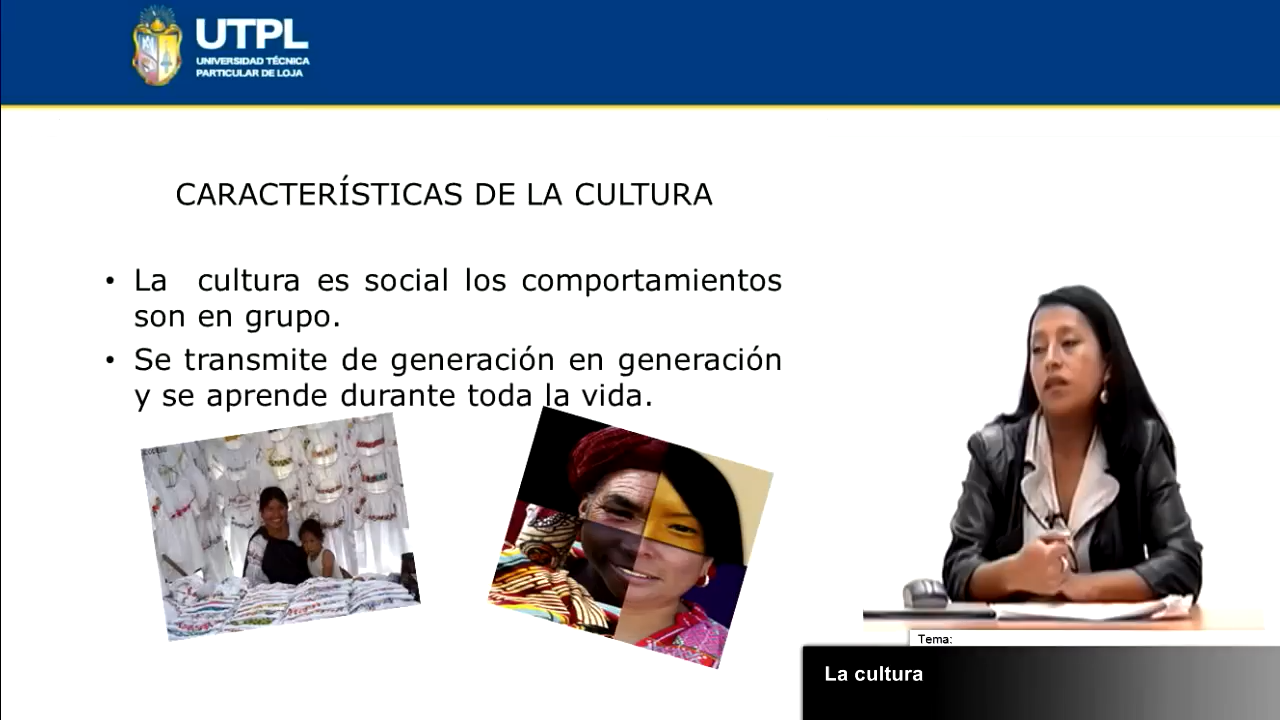 UTPL
UNIVERSIDAD TÉCNICA
PARTICULAR DE LOJA
CARACTERÍSTICAS DE LA CULTURA
• La cultura es social los comportamientos
son en grupo.
• Se transmite de generación en generación
y se aprende durante toda la vida.
Tema:
La cultura